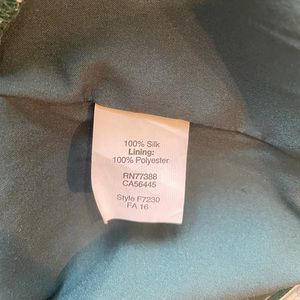 100% Silk
Lining:
100% Polyester
RN77388
CA56445
Style F7230
FA 16